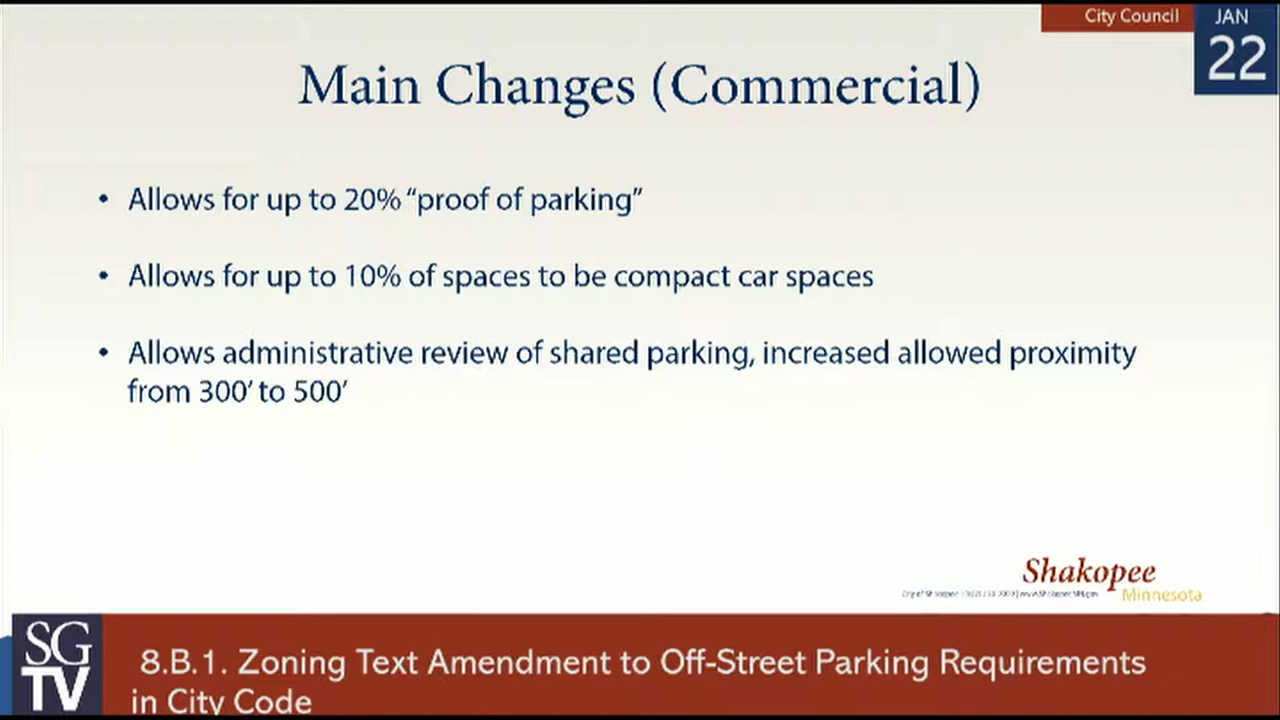 City Council
JAN
22
Main Changes (Commercial)
• Allows for up to 20% “proof of parking”
• Allows for up to 10% of spaces to be compact car spaces
• Allows administrative review of shared parking, increased allowed proximity
from 300’ to 500’
Shakopee
Minnesota
City of Shakopee
SG
TV
8.B.1. Zoning Text Amendment to Off-Street Parking Requirements
in City Code